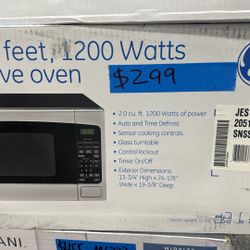 feet, 1200 Watts
ve oven
$299
• 2.0 cu. ft. 1200 Watts of power
• Auto and Time Defrost
• Sensor cooking controls
• Glass turntable
• Control lockout
• Timer On/Off
• Exterior Dimensions:
13-3/4" High x 24-1/8"
Wide x 19-3/8" Deep
JES
2051
SNSS
ANI.